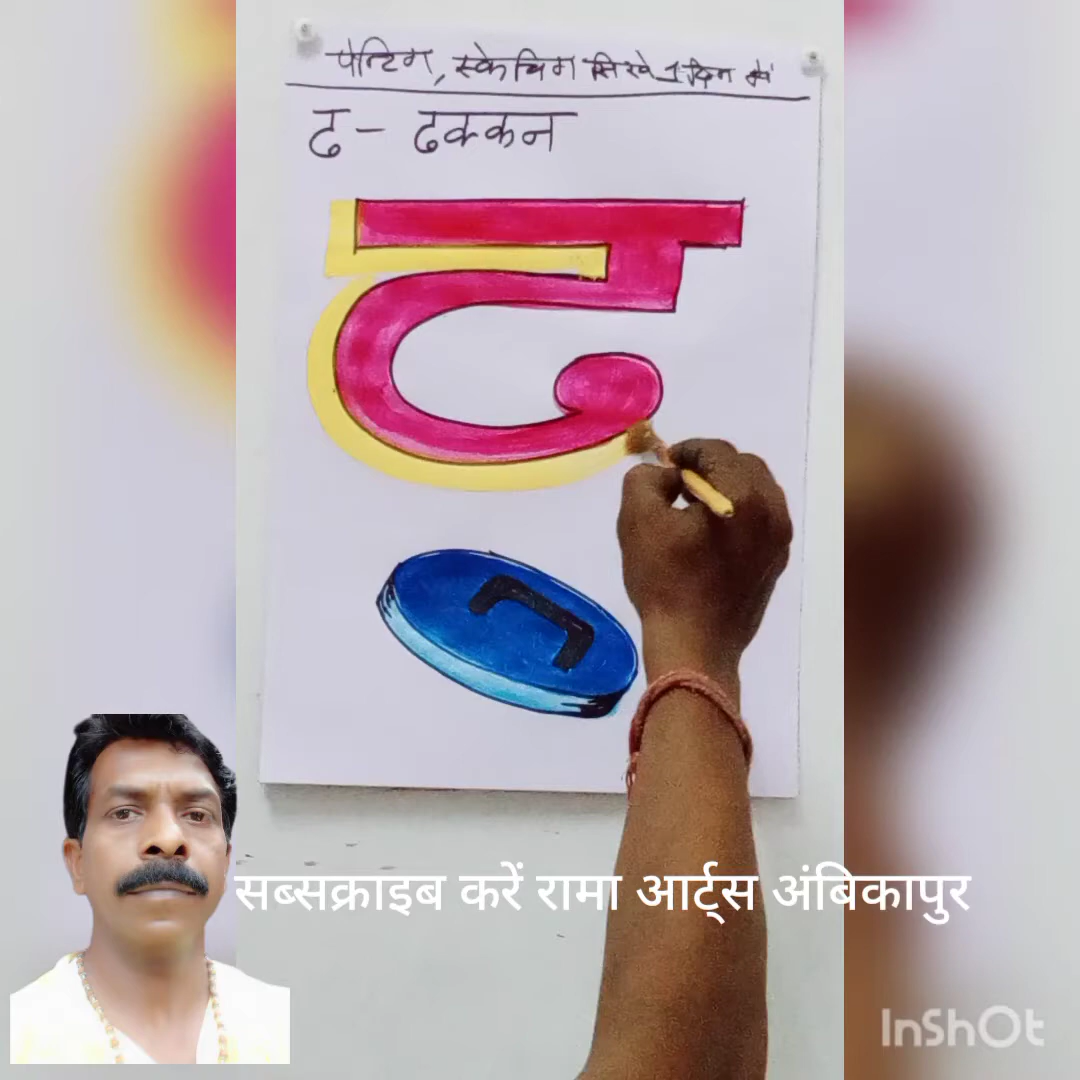 पेन्टिग, स्केचिग सिखे 1 दिन में
ढ - ढक्कन
ढ
सब्सक्राइब करें रामा आर्ट्स अंबिकापुर
InShOt